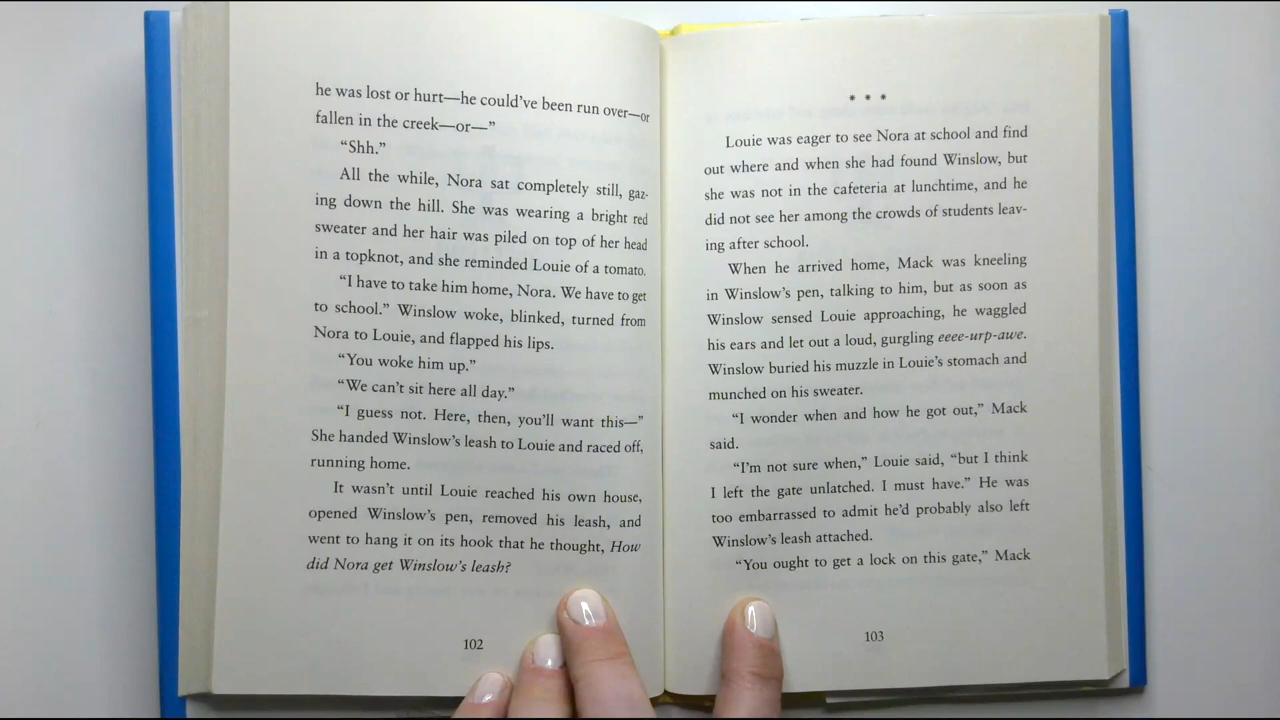 he was lost or hurt—he could've been run over—or
fallen in the creek—or—”
“Shh.”
All the while, Nora sat completely still, gaz-
ing down the hill. She was wearing a bright red
sweater and her hair was piled on top of her head
in a topknot, and she reminded Louie of a tomato.
“I have to take him home, Nora. We have to get
to school.” Winslow woke, blinked, turned from
Nora to Louie, and flapped his lips.
“You woke him up.”
“We can't sit here all day.”
“I guess not. Here, then, you'll want this—”
She handed Winslow's leash to Louie and raced off,
running home.
It wasn't until Louie reached his own house,
opened Winslow's pen, removed his leash, and
went to hang it on its hook that he thought, How
did Nora get Winslow's leash?
102
* * *
Louie was eager to see Nora at school and find
out where and when she had found Winslow, but
she was not in the cafeteria at lunchtime, and he
did not see her among the crowds of students leav-
ing after school.
When he arrived home, Mack was kneeling
in Winslow's pen, talking to him, but as soon as
Winslow sensed Louie approaching, he waggled
his ears and let out a loud, gurgling eeee-urp-awe.
Winslow buried his muzzle in Louie's stomach and
munched on his sweater.
“I wonder when and how he got out,” Mack
said.
“I'm not sure when,” Louie said, “but I think
I left the gate unlatched. I must have.” He was
too embarrassed to admit he'd probably also left
Winslow's leash attached.
“You ought to get a lock on this gate,” Mack
103